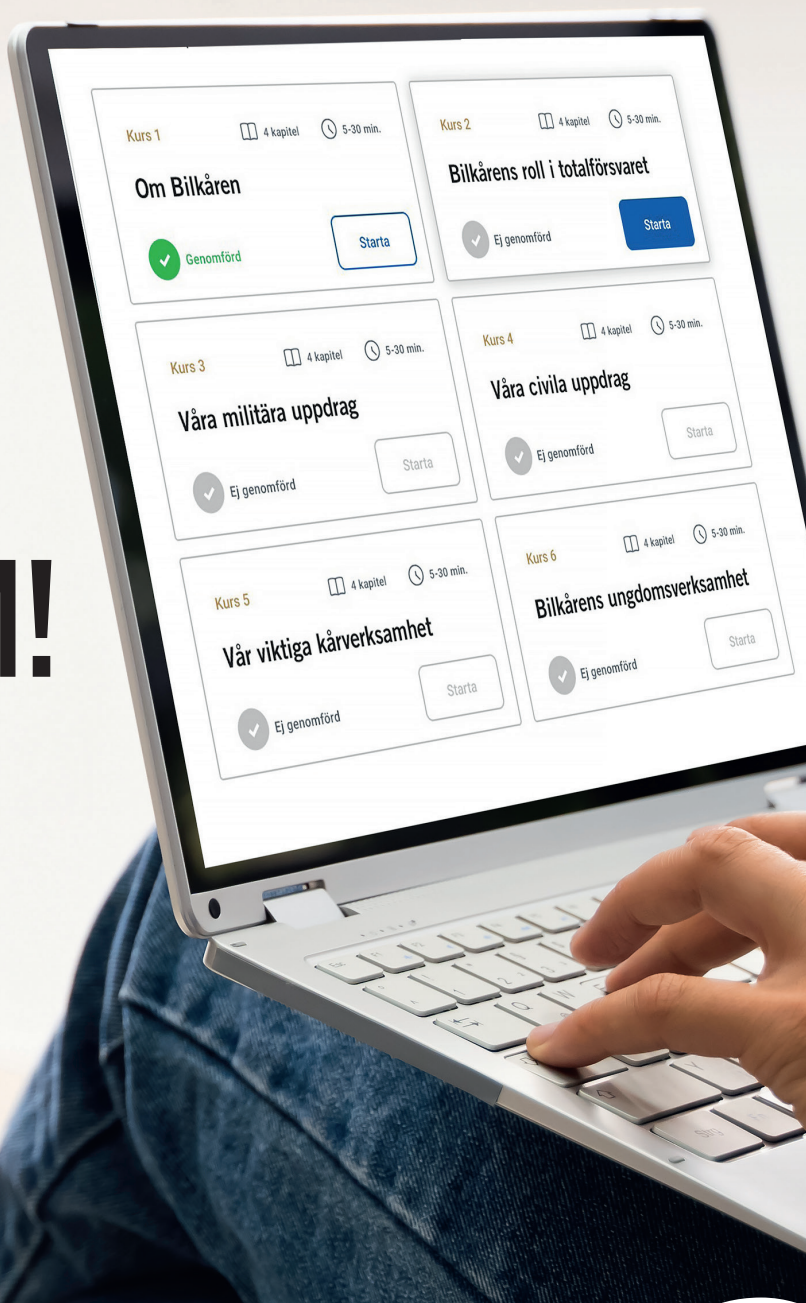 Kurs 1
4 kapitel
5-30 min.
Om Bilkåren
Genomförd
Starta
Kurs 2
4 kapitel
5-30 min.
Bilkårens roll i totalförsvaret
Ej genomförd
Starta
Kurs 3
4 kapitel
5-30 min.
Våra militära uppdrag
Ej genomförd
Starta
Kurs 4
4 kapitel
5-30 min.
Våra civila uppdrag
Ej genomförd
Starta
Kurs 5
4 kapitel
5-30 min.
Vår viktiga kårverksamhet
Ej genomförd
Starta
Kurs 6
4 kapitel
5-30 min.
Bilkårens ungdomsverksamhet
Ej genomförd
Starta
!